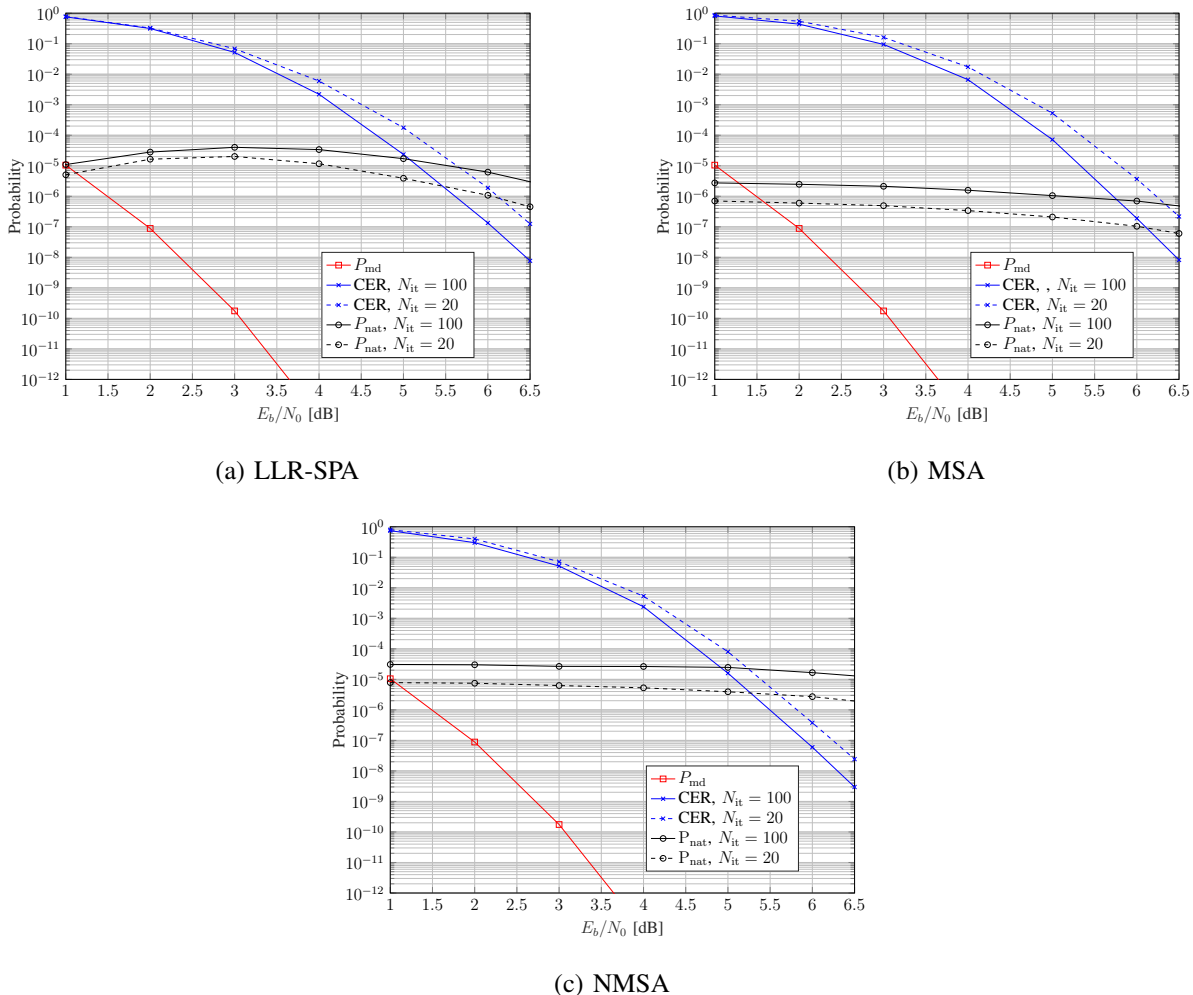 Probability
10^0
10^−1
10^−2
10^−3
10^−4
10^−5
10^−6
10^−7
10^−8
10^−9
10^−10
10^−11
10^−12
1 1.5 2 2.5 3 3.5 4 4.5 5 5.5 6 6.5
E_b/N_0 [dB]
P_md
CER, N_it = 100
CER, N_it = 20
P_nat, N_it = 100
P_nat, N_it = 20
(a) LLR-SPA
Probability
10^0
10^−1
10^−2
10^−3
10^−4
10^−5
10^−6
10^−7
10^−8
10^−9
10^−10
10^−11
10^−12
1 1.5 2 2.5 3 3.5 4 4.5 5 5.5 6 6.5
E_b/N_0 [dB]
P_md
CER, , N_it = 100
CER, N_it = 20
P_nat, N_it = 100
P_nat, N_it = 20
(b) MSA
Probability
10^0
10^−1
10^−2
10^−3
10^−4
10^−5
10^−6
10^−7
10^−8
10^−9
10^−10
10^−11
10^−12
1 1.5 2 2.5 3 3.5 4 4.5 5 5.5 6 6.5
E_b/N_0 [dB]
P_md
CER, N_it = 100
CER, N_it = 20
P_nat, N_it = 100
P_nat, N_it = 20
(c) NMSA